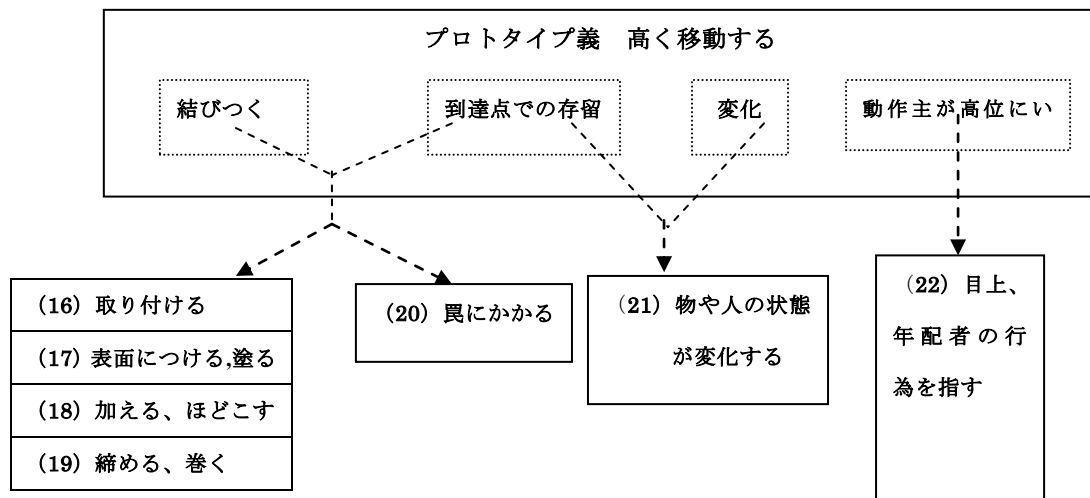 プロトタイプ義　高く移動する
結びつく
到達点での存留
変化
動作主が高位にい
（16）取り付ける
（17）表面につける,塗る
（18）加える、ほどこす
（19）締める、巻く
（20）罠にかかる
（21）物や人の状態
が変化する
（22）目上、
年配者の行
為を指す